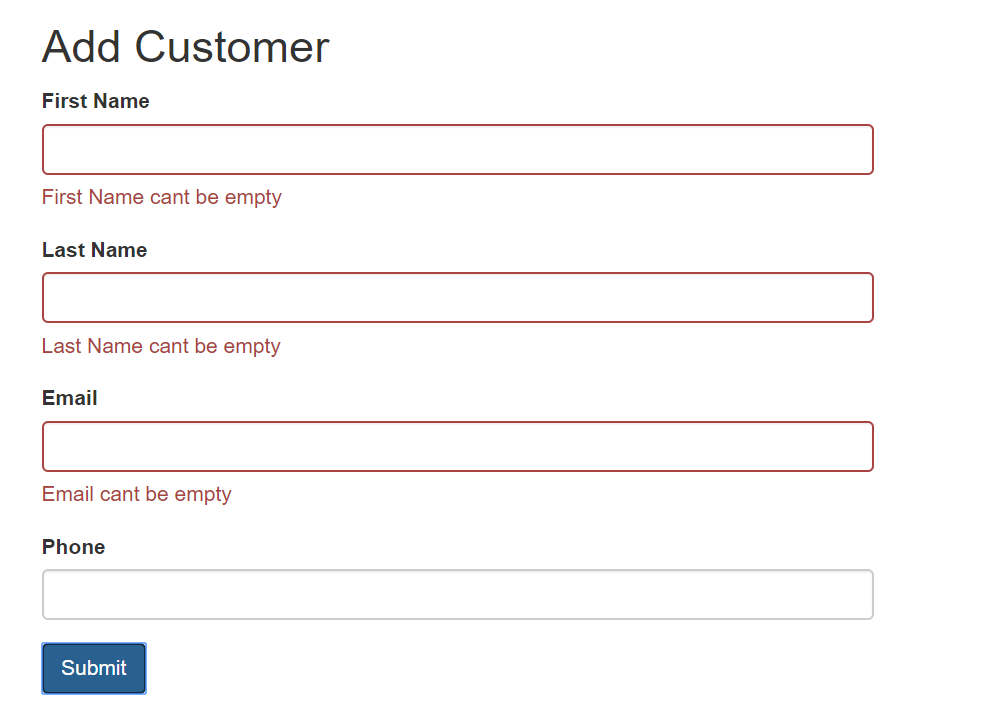 Add Customer
First Name
First Name cant be empty
Last Name
Last Name cant be empty
Email
Email cant be empty
Phone
Submit